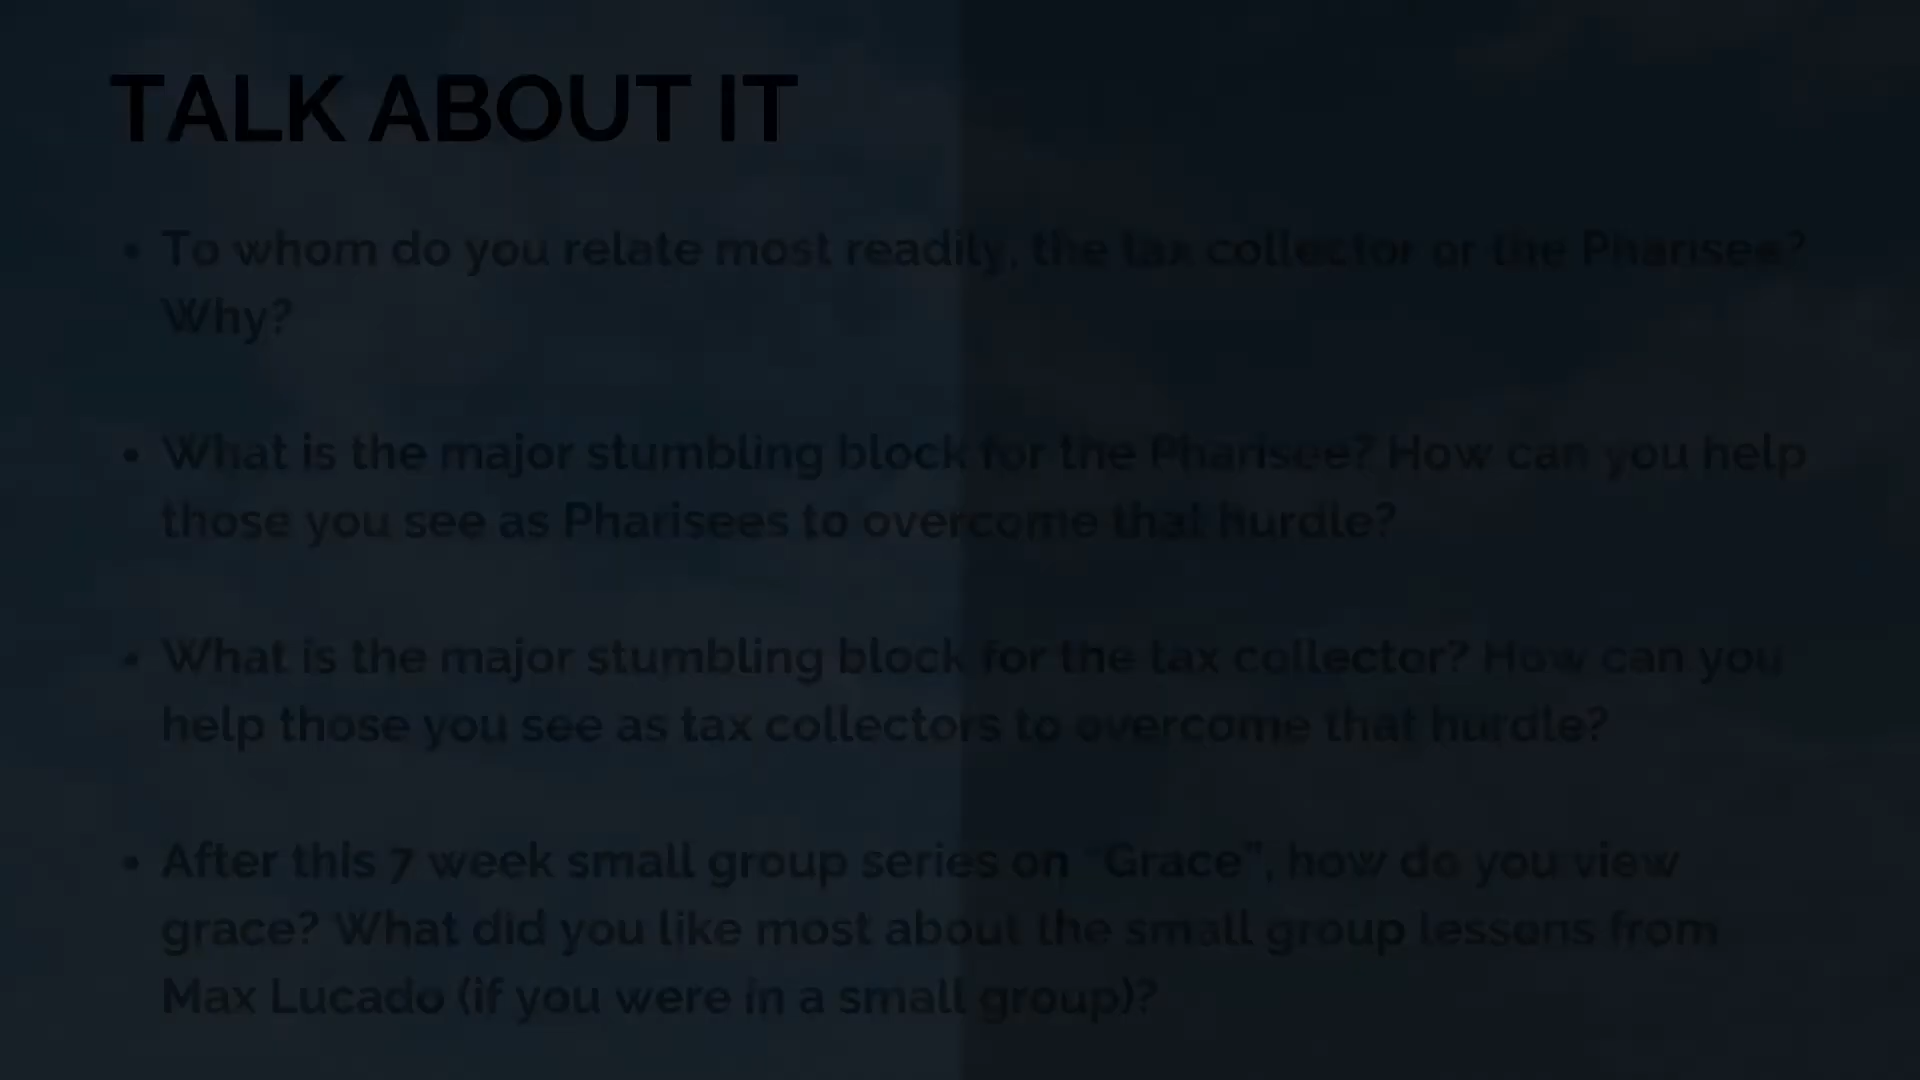 TALK ABOUT IT
• To whom do you relate most readily, the tax collector or the Pharisee?
Why?
• What is the major stumbling block for the Pharisee? How can you help
those you see as Pharisees to overcome that hurdle?
• What is the major stumbling block for the tax collector? How can you
help those you see as tax collectors to overcome that hurdle?
• After this 7 week small group series on "Grace", how do you view
grace? What did you like most about the small group lessons from
Max Lucado (if you were in a small group)?